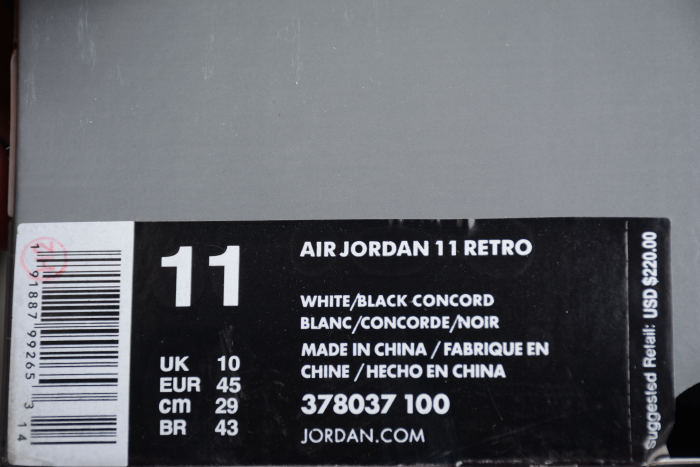 1 91887 99265 3 14
11
UK 10
EUR 45
cm 29
BR 43
AIR JORDAN 11 RETRO
WHITE/BLACK CONCORD
BLANC/CONCORDE/NOIR
MADE IN CHINA / FABRIQUE EN
CHINE / HECHO EN CHINA
378037 100
JORDAN.COM
Suggested Retail: USD $220.00